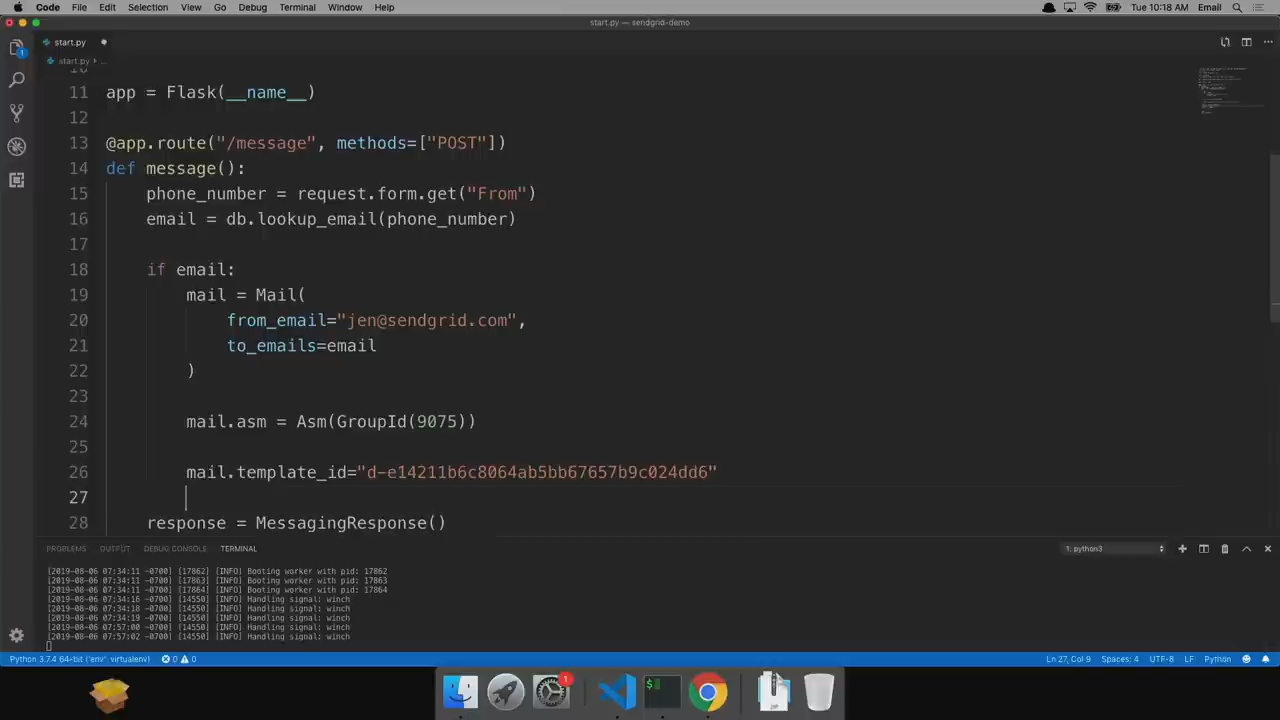 Code File Edit Selection View Go Debug Terminal Window Help Tue 10:18 AM Email
start.py — sendgrid-demo
start.py
start.py › ...
1
10
11 app = Flask(__name__)
12
13 @app.route("/message", methods=["POST"])
14 def message():
15 phone_number = request.form.get("From")
16 email = db.lookup_email(phone_number)
17
18 if email:
19 mail = Mail(
20 from_email="jen@sendgrid.com",
21 to_emails=email
22 )
23
24 mail.asm = Asm(GroupId(9075))
25
26 mail.template_id="d-e14211b6c8064ab5bb67657b9c024dd6"
27
28 response = MessagingResponse()
PROBLEMS OUTPUT DEBUG CONSOLE TERMINAL 1: python3
[2019-08-06 07:34:11 -0700] [17862] [INFO] Booting worker with pid: 17862
[2019-08-06 07:34:11 -0700] [17863] [INFO] Booting worker with pid: 17863
[2019-08-06 07:34:11 -0700] [17864] [INFO] Booting worker with pid: 17864
[2019-08-06 07:34:16 -0700] [14550] [INFO] Handling signal: winch
[2019-08-06 07:34:18 -0700] [14550] [INFO] Handling signal: winch
[2019-08-06 07:34:19 -0700] [14550] [INFO] Handling signal: winch
[2019-08-06 07:57:00 -0700] [14550] [INFO] Handling signal: winch
[2019-08-06 07:57:02 -0700] [14550] [INFO] Handling signal: winch
Python 3.7.4 64-bit ('env': virtualenv) 0 0 Ln 27, Col 9 Spaces: 4 UTF-8 LF Python
1